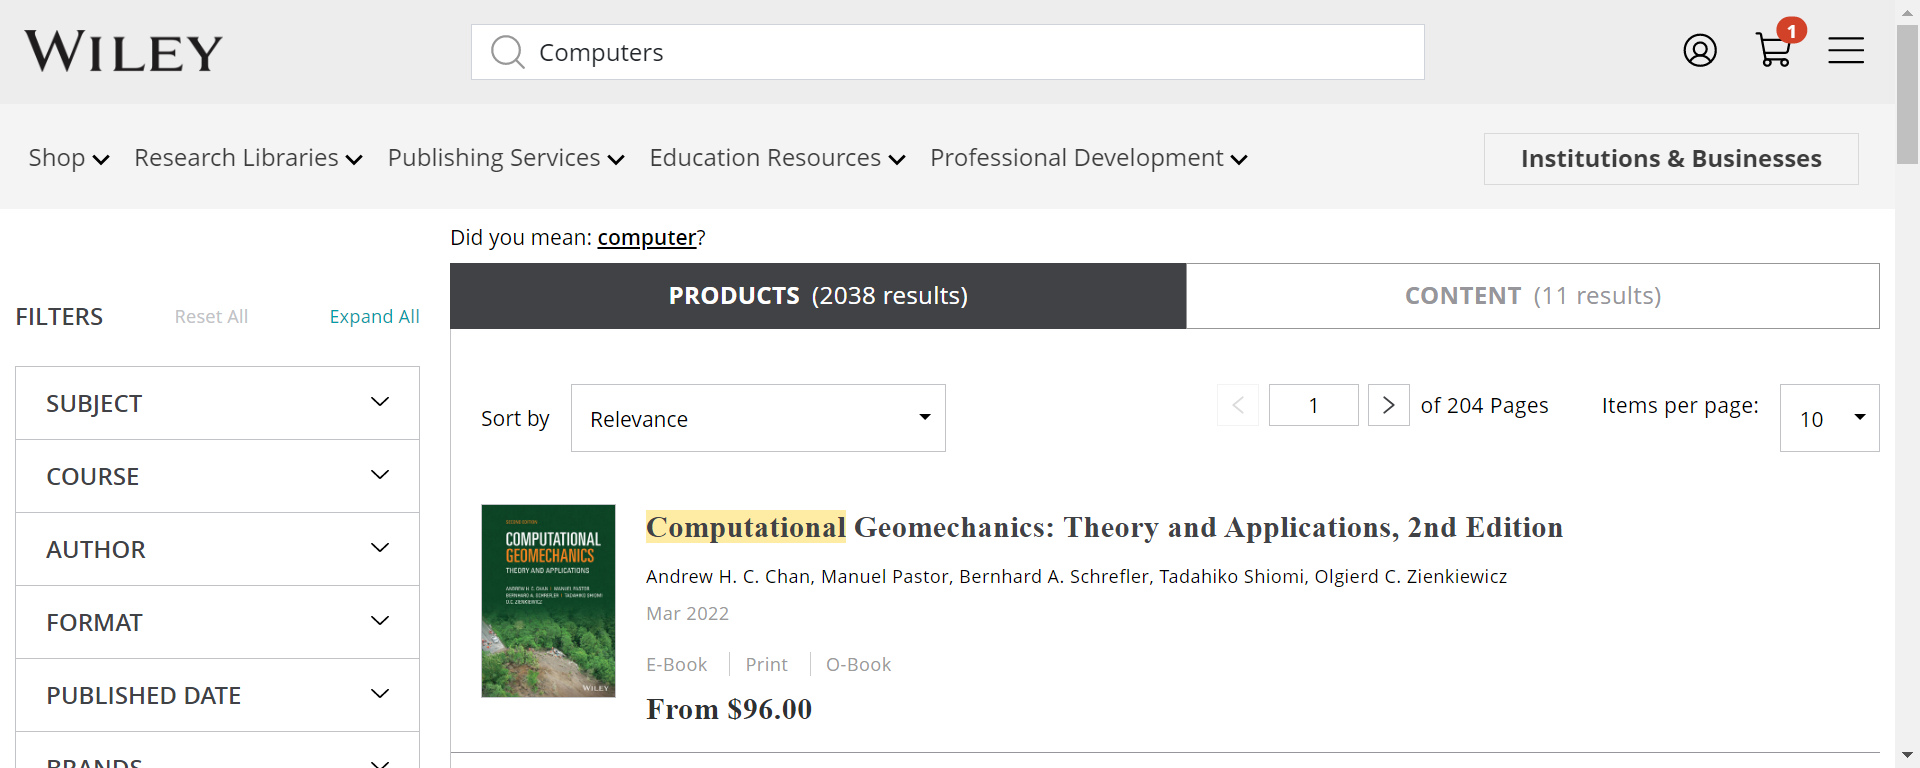 WILEY
Computers
1
Shop
Research Libraries
Publishing Services
Education Resources
Professional Development
Institutions & Businesses
Did you mean: computer?
PRODUCTS (2038 results)
CONTENT (11 results)
FILTERS
Reset All
Expand All
SUBJECT
COURSE
AUTHOR
FORMAT
PUBLISHED DATE
BRANDS
Sort by
Relevance
1
of 204 Pages
Items per page:
10
SECOND EDITION
COMPUTATIONAL
GEOMECHANICS
THEORY AND APPLICATIONS
ANDREW H. C. CHAN | MANUEL PASTOR
BERNHARD A. SCHREFLER | TADAHIKO SHIOMI
O.C. ZIENKIEWICZ
WILEY
Computational Geomechanics: Theory and Applications, 2nd Edition
Andrew H. C. Chan, Manuel Pastor, Bernhard A. Schrefler, Tadahiko Shiomi, Olgierd C. Zienkiewicz
Mar 2022
E-Book
Print
O-Book
From $96.00